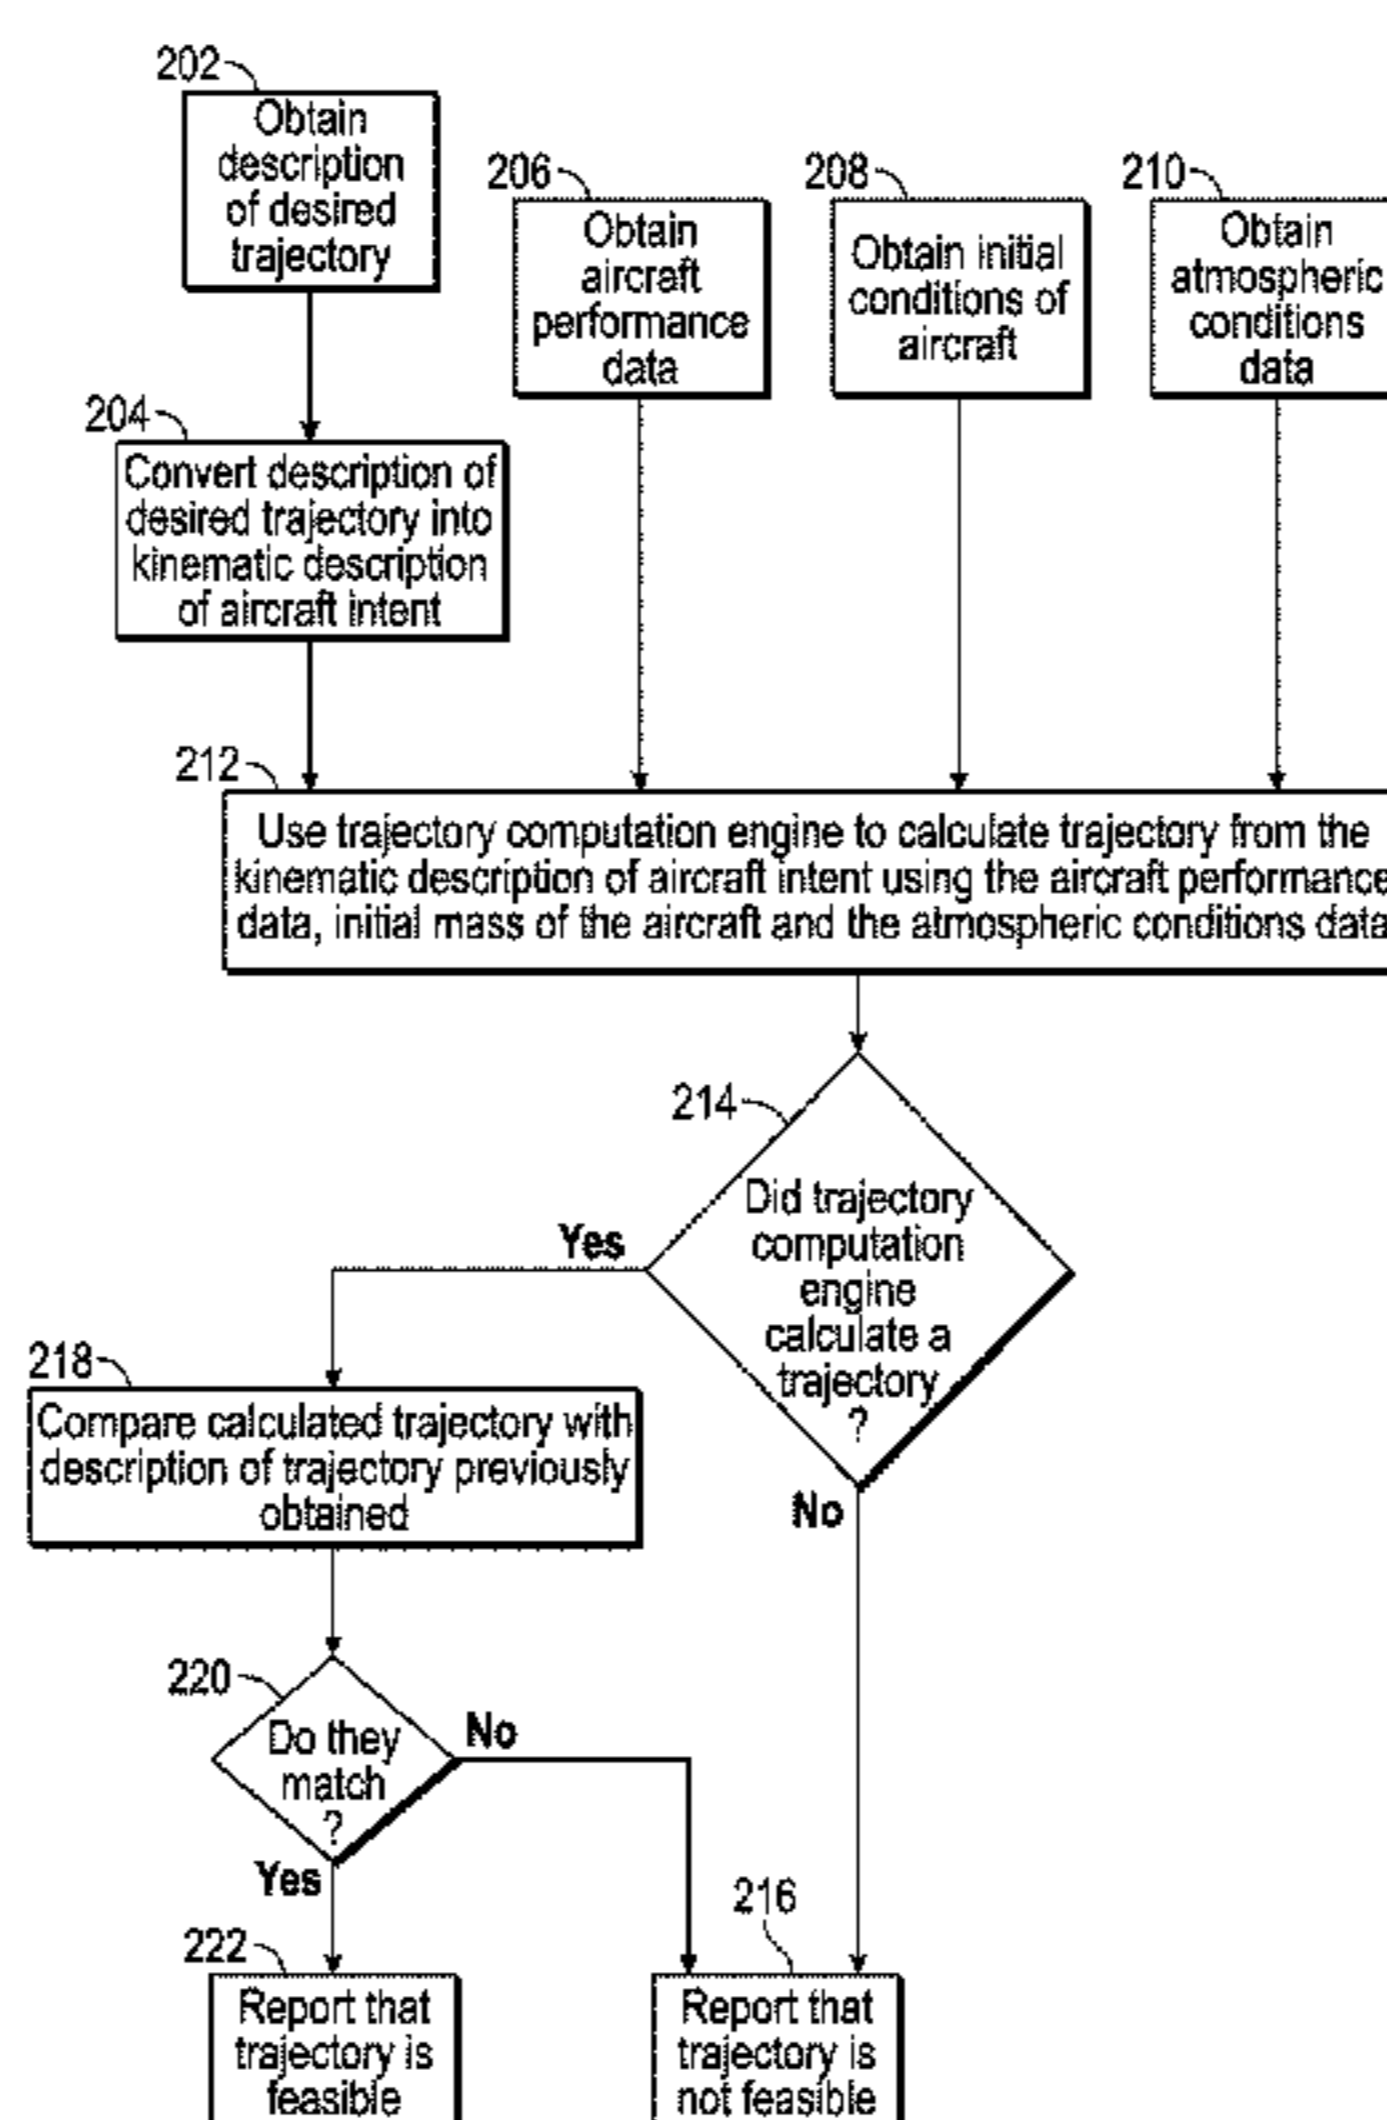 202
Obtain
description
of desired
trajectory
206
Obtain
aircraft
performance
data
208
Obtain initial
conditions of
aircraft
210
Obtain
atmospheric
conditions
data
204
Convert description of
desired trajectory into
kinematic description
of aircraft intent
212
Use trajectory computation engine to calculate trajectory from the
kinematic description of aircraft intent using the aircraft performance
data, initial mass of the aircraft and the atmospheric conditions data
214
Did trajectory
computation
engine
calculate a
trajectory
?
Yes
No
218
Compare calculated trajectory with
description of trajectory previously
obtained
220
Do they
match
?
No
Yes
222
Report that
trajectory is
feasible
216
Report that
trajectory is
not feasible